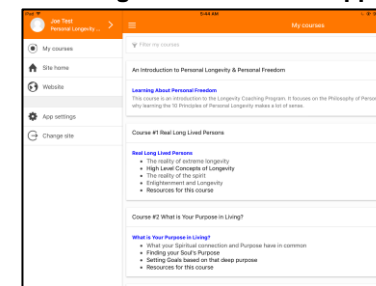 iPad
9:44 AM
Joe Test
Personal Longevity ...
My courses
My courses
Site home
Website
App settings
Change site
Filter my courses
An Introduction to Personal Longevity & Personal Freedom
Learning About Personal Freedom
This course is an introduction to the Longevity Coaching Program. It focuses on the Philosophy of Person
why learning the 10 Principles of Personal Longevity makes a lot of sense.
Course #1 Real Long Lived Persons
Real Long Lived Persons
The reality of extreme longevity
High Level Concepts of Longevity
The reality of the spirit
Enlightenment and Longevity
Resources for this course
Course #2 What is Your Purpose in Living?
What is Your Purpose in Living?
What your Spiritual connection and Purpose have in common
Finding your Soul's Purpose
Setting Goals based on that deep purpose
Resources for this course